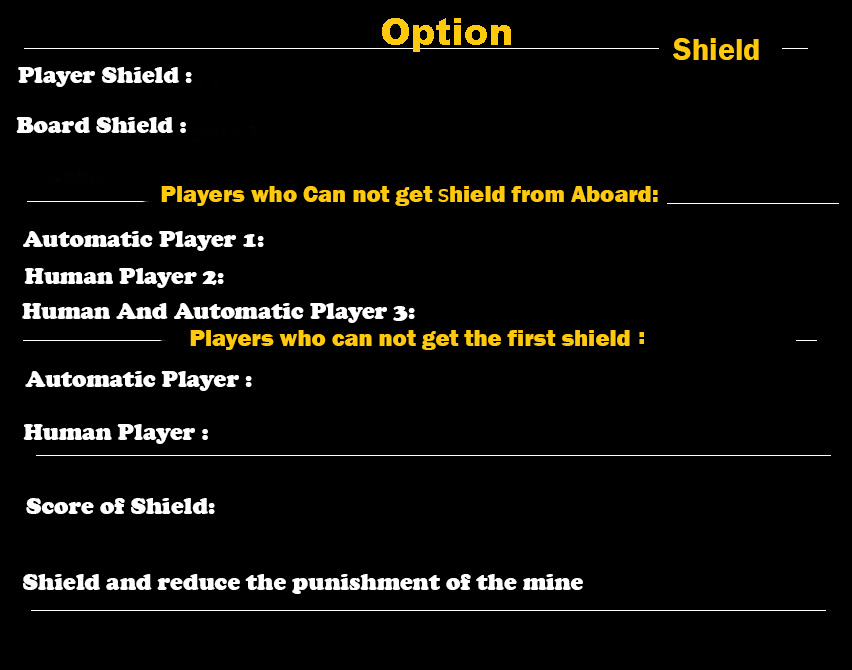 Option
Shield
Player Shield :
Board Shield :
Players who Can not get shield from Aboard:
Automatic Player 1:
Human Player 2:
Human And Automatic Player 3:
Players who can not get the first shield :
Automatic Player :
Human Player :
Score of Shield:
Shield and reduce the punishment of the mine